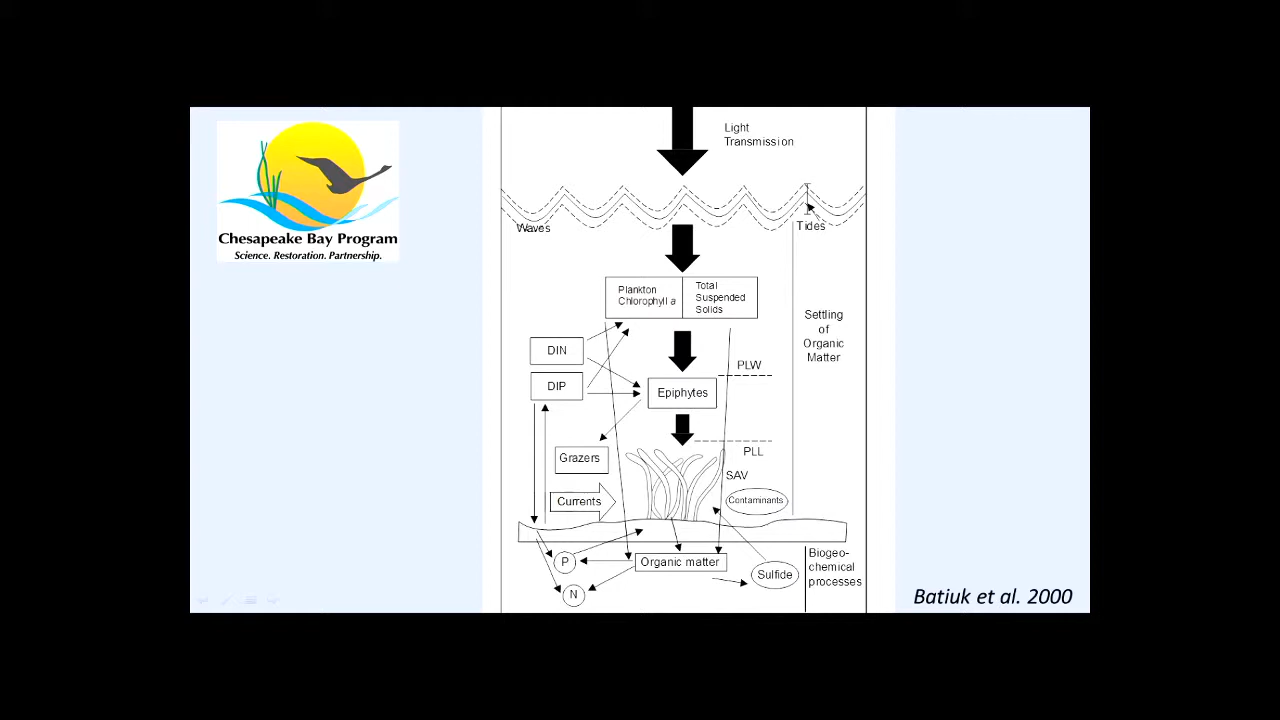 Light
Transmission
Chesapeake Bay Program
Science. Restoration. Partnership.
Waves
Tides
Plankton
Chlorophyll a
Total
Suspended
Solids
Settling
of
Organic
Matter
DIN
DIP
PLW
Epiphytes
PLL
Grazers
SAV
Currents
Contaminants
P
Organic matter
N
Sulfide
Biogeo-
chemical
processes
Batiuk et al. 2000